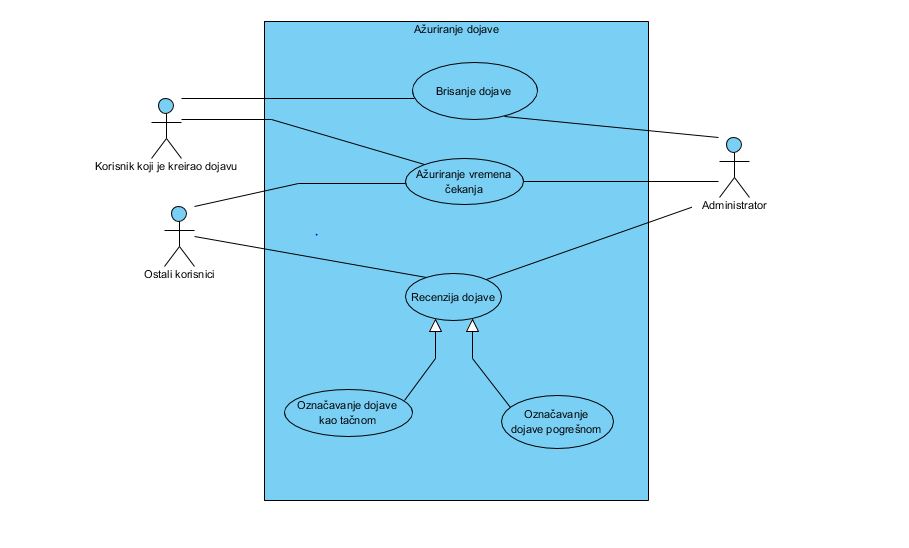 Ažuriranje dojave
Brisanje dojave
Korisnik koji je kreirao dojavu
Ažuriranje vremena
čekanja
Administrator
Ostali korisnici
Recenzija dojave
Označavanje dojave
kao tačnom
Označavanje
dojave pogrešnom